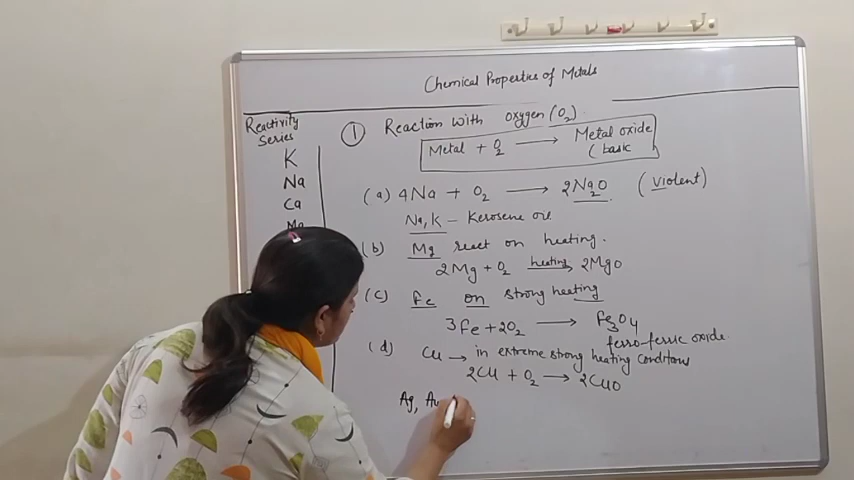 Chemical Properties of Metals
Reactivity
Series
K
Na
Ca
Mg
① Reaction with oxygen (O₂)
Metal + O₂ → Metal oxide
(basic
(a) 4Na + O₂ → 2Na₂O (violent)
Na, K - Kerosene oil
(b) Mg react on heating.
2Mg + O₂ heating→ 2MgO
(c) Fe on strong heating
3Fe + 2O₂ → Fe₃O₄
ferro-ferric oxide.
(d) Cu → in extreme strong heating conditions
2Cu + O₂ → 2CuO
Ag, Au